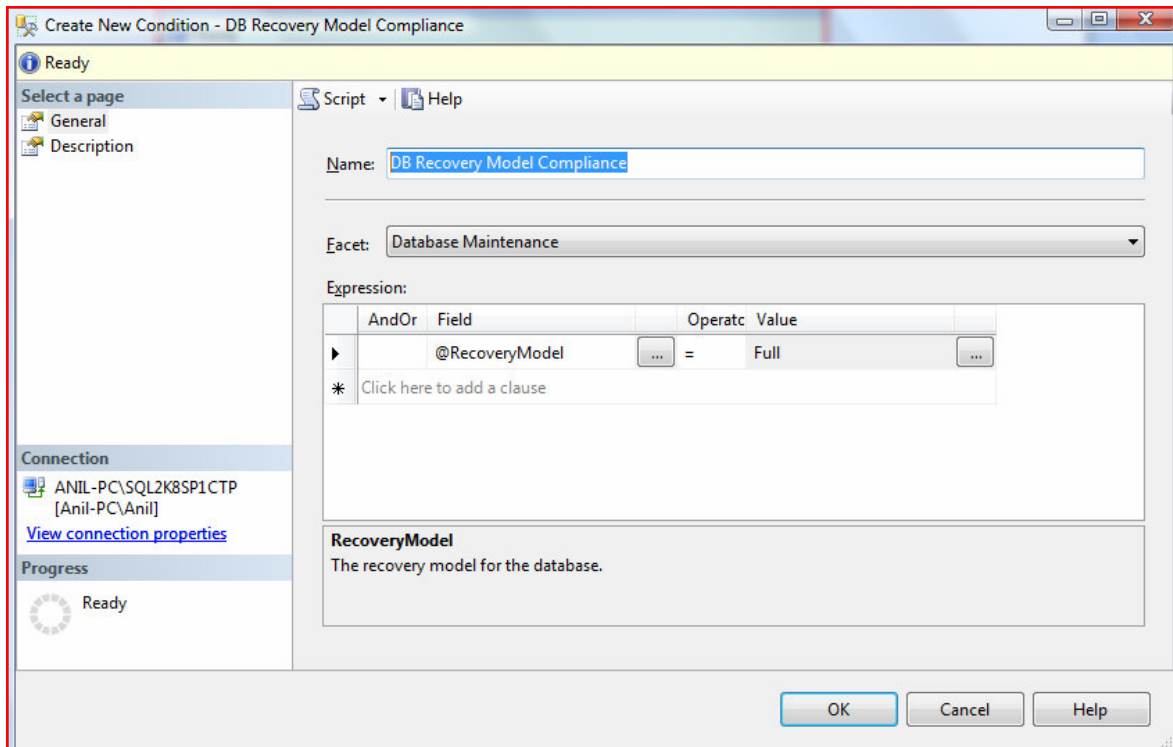 Create New Condition - DB Recovery Model Compliance
Ready
Select a page
General
Description
Script Help
Name: DB Recovery Model Compliance
Facet: Database Maintenance
Expression:
AndOr Field Operatc Value
@RecoveryModel ... = Full ...
Click here to add a clause
Connection
ANIL-PC\SQL2K8SP1CTP
[Anil-PC\Anil]
View connection properties
Progress
Ready
RecoveryModel
The recovery model for the database.
OK Cancel Help